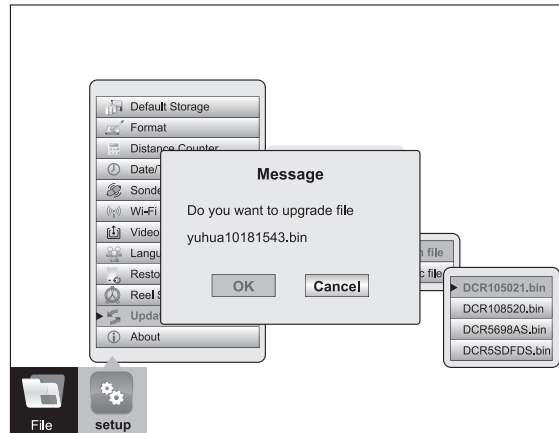 Default Storage
Format
Distance Counter
Date/
Sonde
Wi-Fi
Video
Langu
Resto
Reel S
Updat
About
Message
Do you want to upgrade file
yuhua10181543.bin
OK
Cancel
file
c file
DCR105021.bin
DCR108520.bin
DCR5698AS.bin
DCR5SDFDS.bin
File
setup